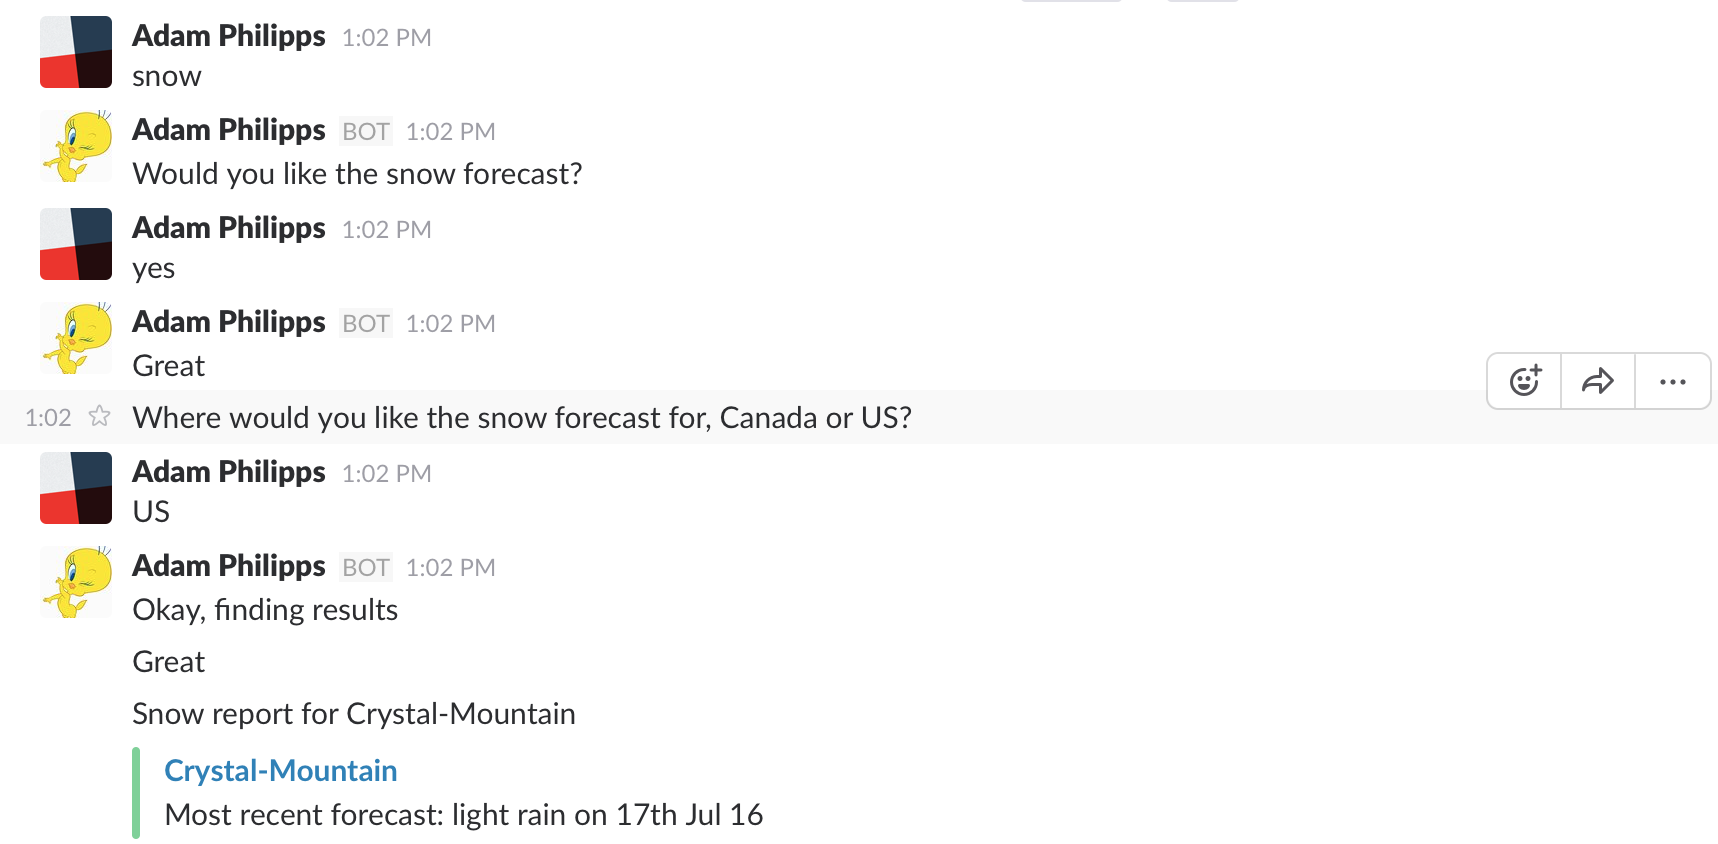 Adam Philipps 1:02 PM
snow
Adam Philipps BOT 1:02 PM
Would you like the snow forecast?
Adam Philipps 1:02 PM
yes
Adam Philipps BOT 1:02 PM
Great
1:02 Where would you like the snow forecast for, Canada or US?
Adam Philipps 1:02 PM
US
Adam Philipps BOT 1:02 PM
Okay, finding results
Great
Snow report for Crystal-Mountain
Crystal-Mountain
Most recent forecast: light rain on 17th Jul 16